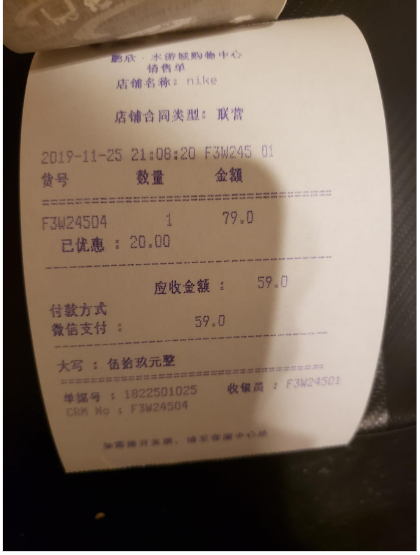 鹏欣·水游城购物中心
销售单
店铺名称：nike
店铺合同类型：联营
2019-11-25 21:08:20 F3W245 01
货号 数量 金额
F3W24504 1 79.0
已优惠 : 20.00
应收金额 : 59.0
付款方式
微信支付 : 59.0
大写 : 伍拾玖元整
单据号 : 1822501025 收银员 : F3W24501
CRM No : F3W24504